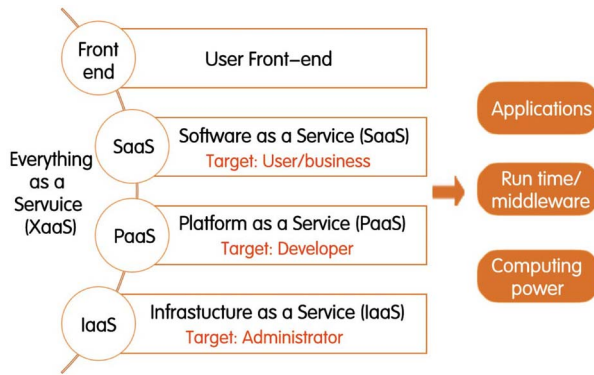 Front
end
User Front-end
SaaS
Software as a Service (SaaS)
Target: User/business
Everything
as a
Servuice
(XaaS)
PaaS
Platform as a Service (PaaS)
Target: Developer
IaaS
Infrastucture as a Service (IaaS)
Target: Administrator
Applications
Run time/
middleware
Computing
power